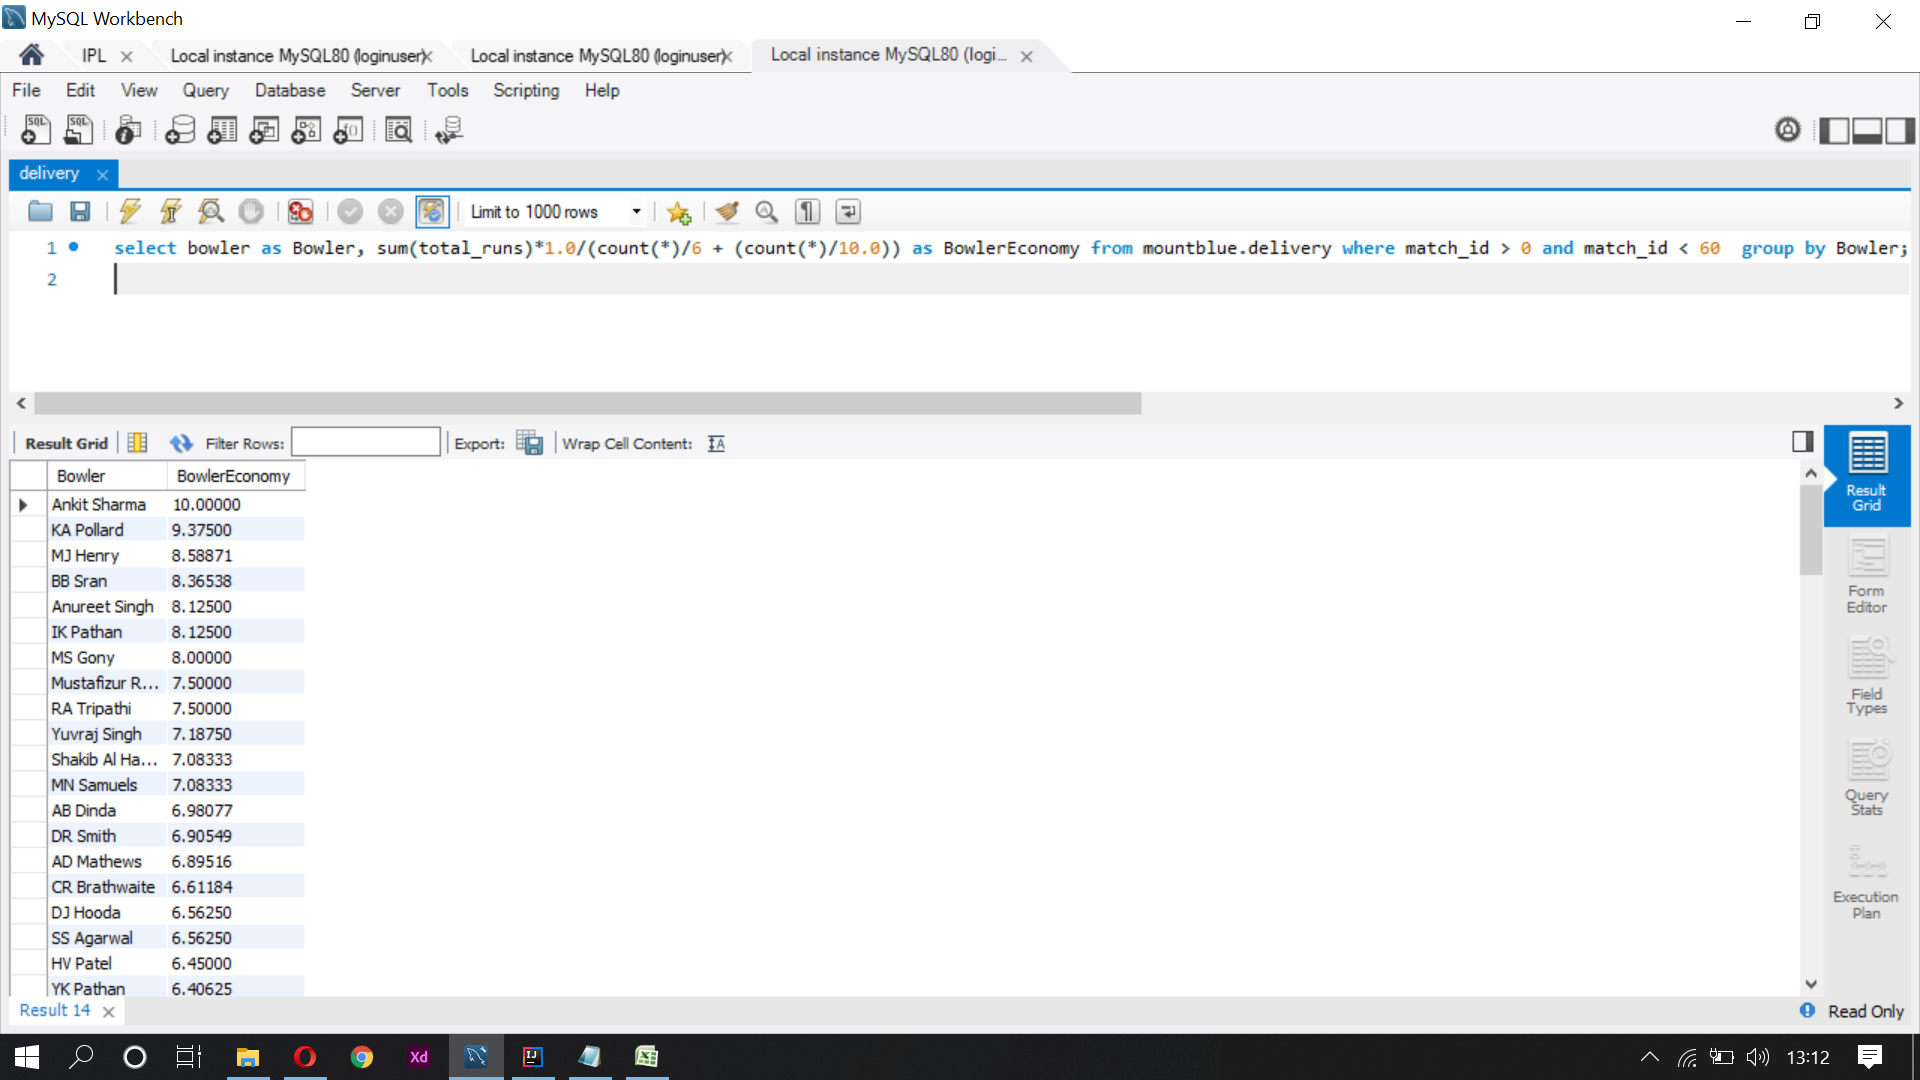 MySQL Workbench
IPL
Local instance MySQL80 (loginuser)
Local instance MySQL80 (loginuser)
Local instance MySQL80 (logi...
File Edit View Query Database Server Tools Scripting Help
delivery
Limit to 1000 rows
1 select bowler as Bowler, sum(total_runs)*1.0/(count(*)/6 + (count(*)/10.0)) as BowlerEconomy from mountblue.delivery where match_id > 0 and match_id < 60  group by Bowler;
2
Result Grid Filter Rows: Export: Wrap Cell Content:
Bowler BowlerEconomy
Ankit Sharma 10.00000
KA Pollard 9.37500
MJ Henry 8.58871
BB Sran 8.36538
Anureet Singh 8.12500
IK Pathan 8.12500
MS Gony 8.00000
Mustafizur R... 7.50000
RA Tripathi 7.50000
Yuvraj Singh 7.18750
Shakib Al Ha... 7.08333
MN Samuels 7.08333
AB Dinda 6.98077
DR Smith 6.90549
AD Mathews 6.89516
CR Brathwaite 6.61184
DJ Hooda 6.56250
SS Agarwal 6.56250
HV Patel 6.45000
YK Pathan 6.40625
Result
Grid
Form
Editor
Field
Types
Query
Stats
Execution
Plan
Result 14
Read Only
Xd
IJ
13:12